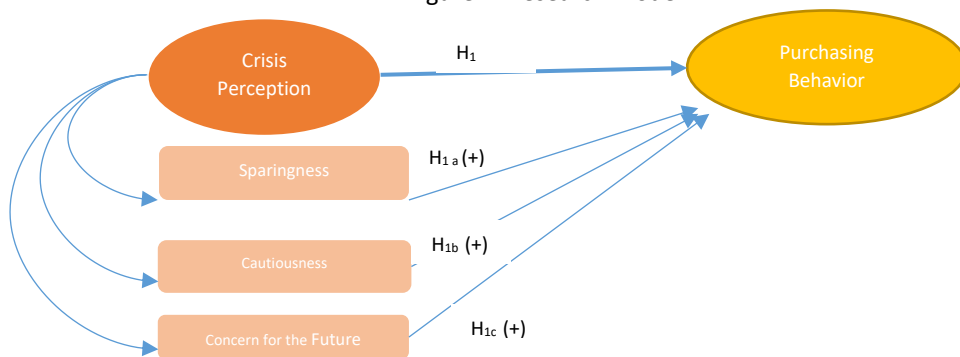 H1
Crisis
Perception
Purchasing
Behavior
H1 a (+)
Sparingness
H1b (+)
Cautiousness
H1c (+)
Concern for the Future